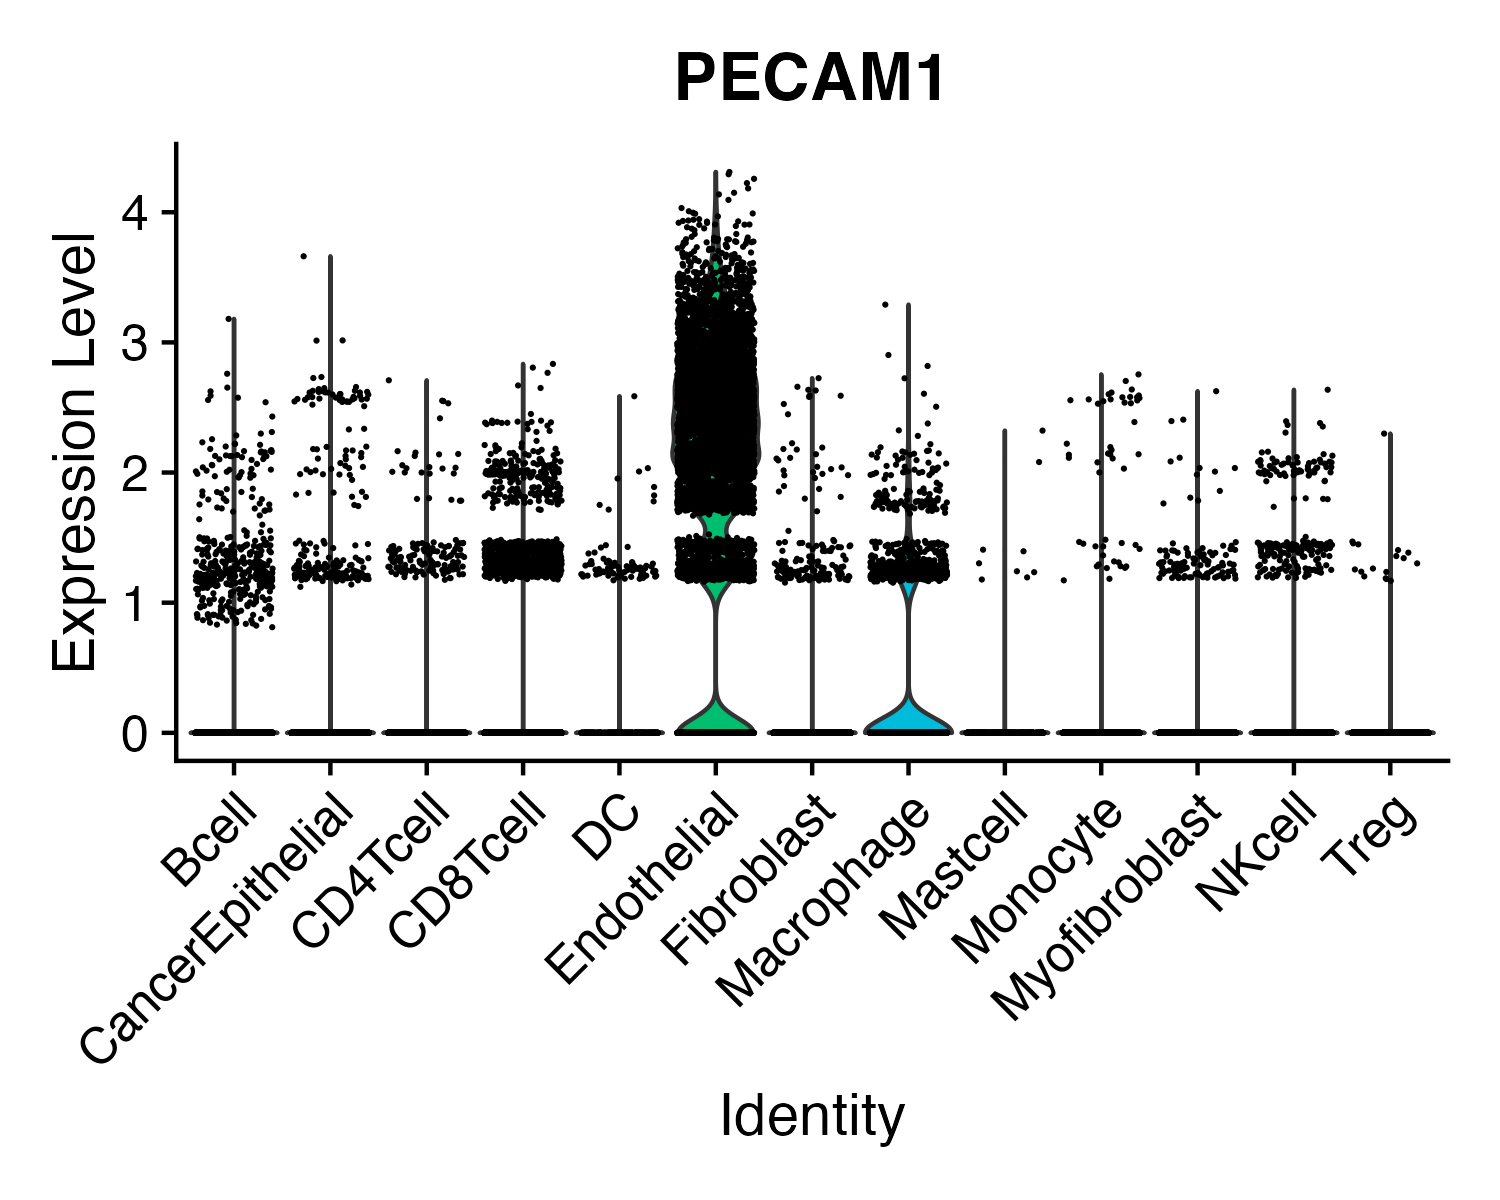 PECAM1
Expression Level
4
3
2
1
0
Bcell
CancerEpithelial
CD4Tcell
CD8Tcell
DC
Endothelial
Fibroblast
Macrophage
Mastcell
Monocyte
Myofibroblast
NKcell
Treg
Identity